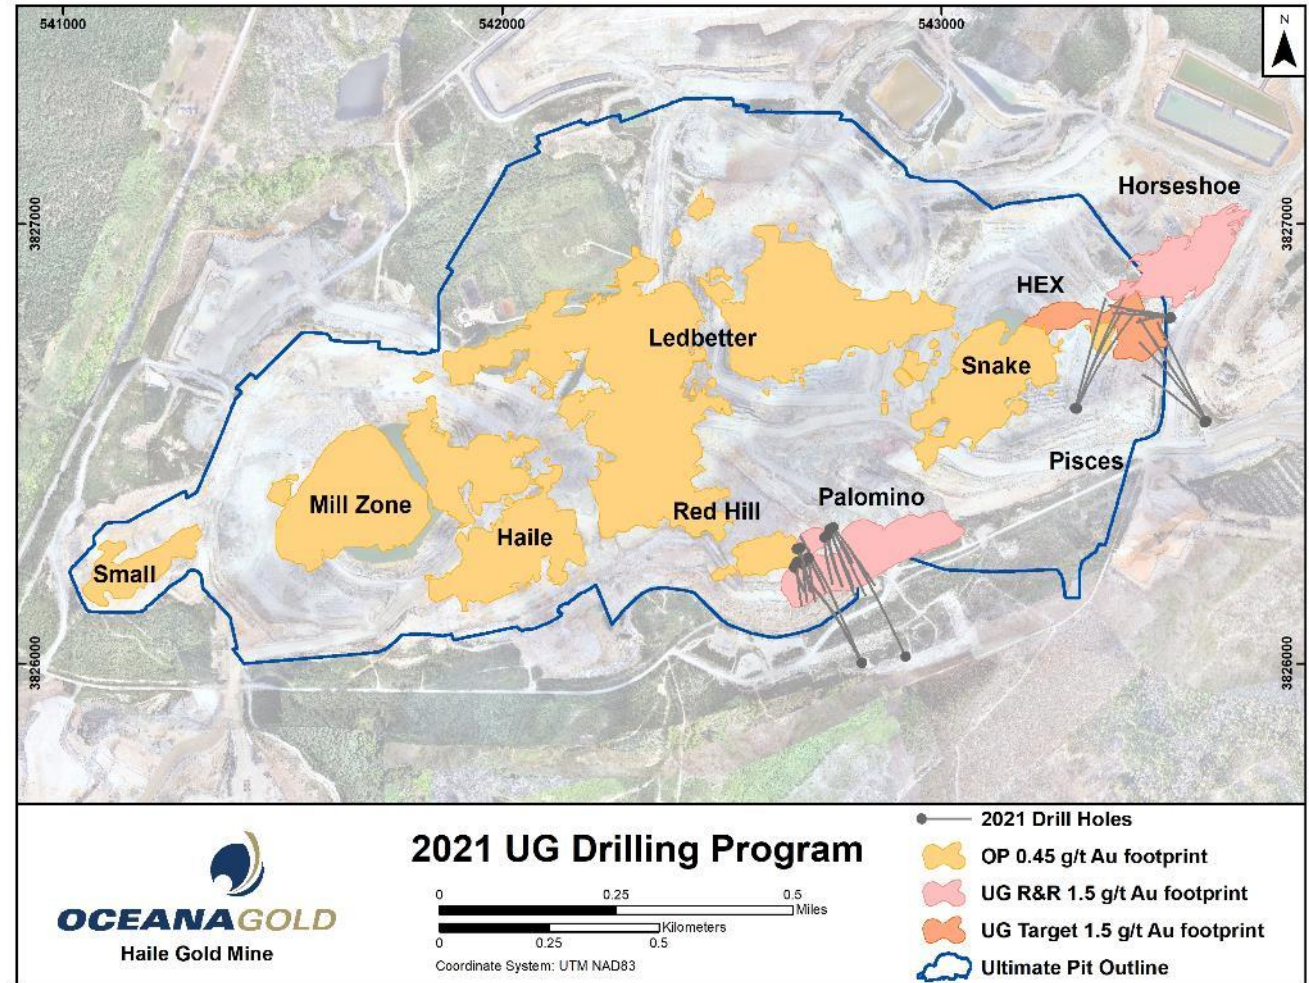 541000
542000
543000
N
Horseshoe
3827000
3827000
HEX
Ledbetter
Snake
Pisces
Palomino
Mill Zone
Red Hill
Haile
Small
3826000
3826000
OCEANAGOLD
Haile Gold Mine
2021 UG Drilling Program
0 0.25 0.5
Miles
Kilometers
0 0.25 0.5
Coordinate System: UTM NAD83
2021 Drill Holes
OP 0.45 g/t Au footprint
UG R&R 1.5 g/t Au footprint
UG Target 1.5 g/t Au footprint
Ultimate Pit Outline